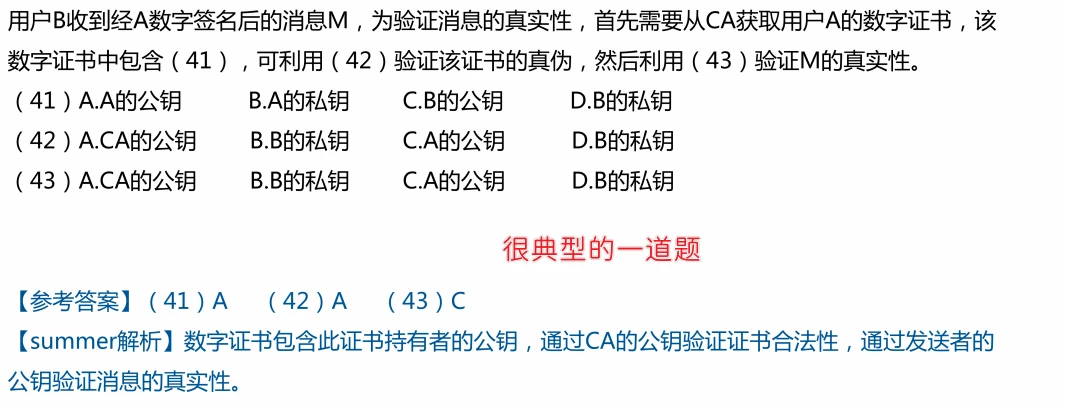 用户B收到经A数字签名后的消息M，为验证消息的真实性，首先需要从CA获取用户A的数字证书，该
数字证书中包含（41），可利用（42）验证该证书的真伪，然后利用（43）验证M的真实性。
（41）A.A的公钥 B.A的私钥 C.B的公钥 D.B的私钥
（42）A.CA的公钥 B.B的私钥 C.A的公钥 D.B的私钥
（43）A.CA的公钥 B.B的私钥 C.A的公钥 D.B的私钥
很典型的一道题
【参考答案】（41）A （42）A （43）C
【summer解析】数字证书包含此证书持有者的公钥，通过CA的公钥验证证书合法性，通过发送者的
公钥验证消息的真实性。